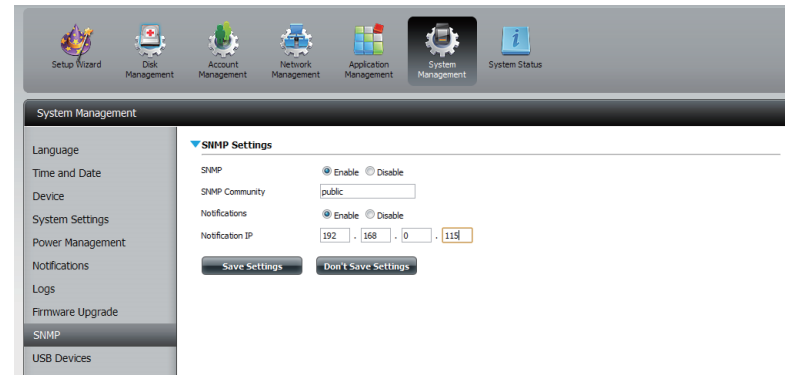 Setup Wizard
Disk Management
Account Management
Network Management
Application Management
System Management
System Status
System Management
Language
Time and Date
Device
System Settings
Power Management
Notifications
Logs
Firmware Upgrade
SNMP
USB Devices
SNMP Settings
SNMP Enable Disable
SNMP Community public
Notifications Enable Disable
Notification IP 192 . 168 . 0 . 115
Save Settings Don't Save Settings